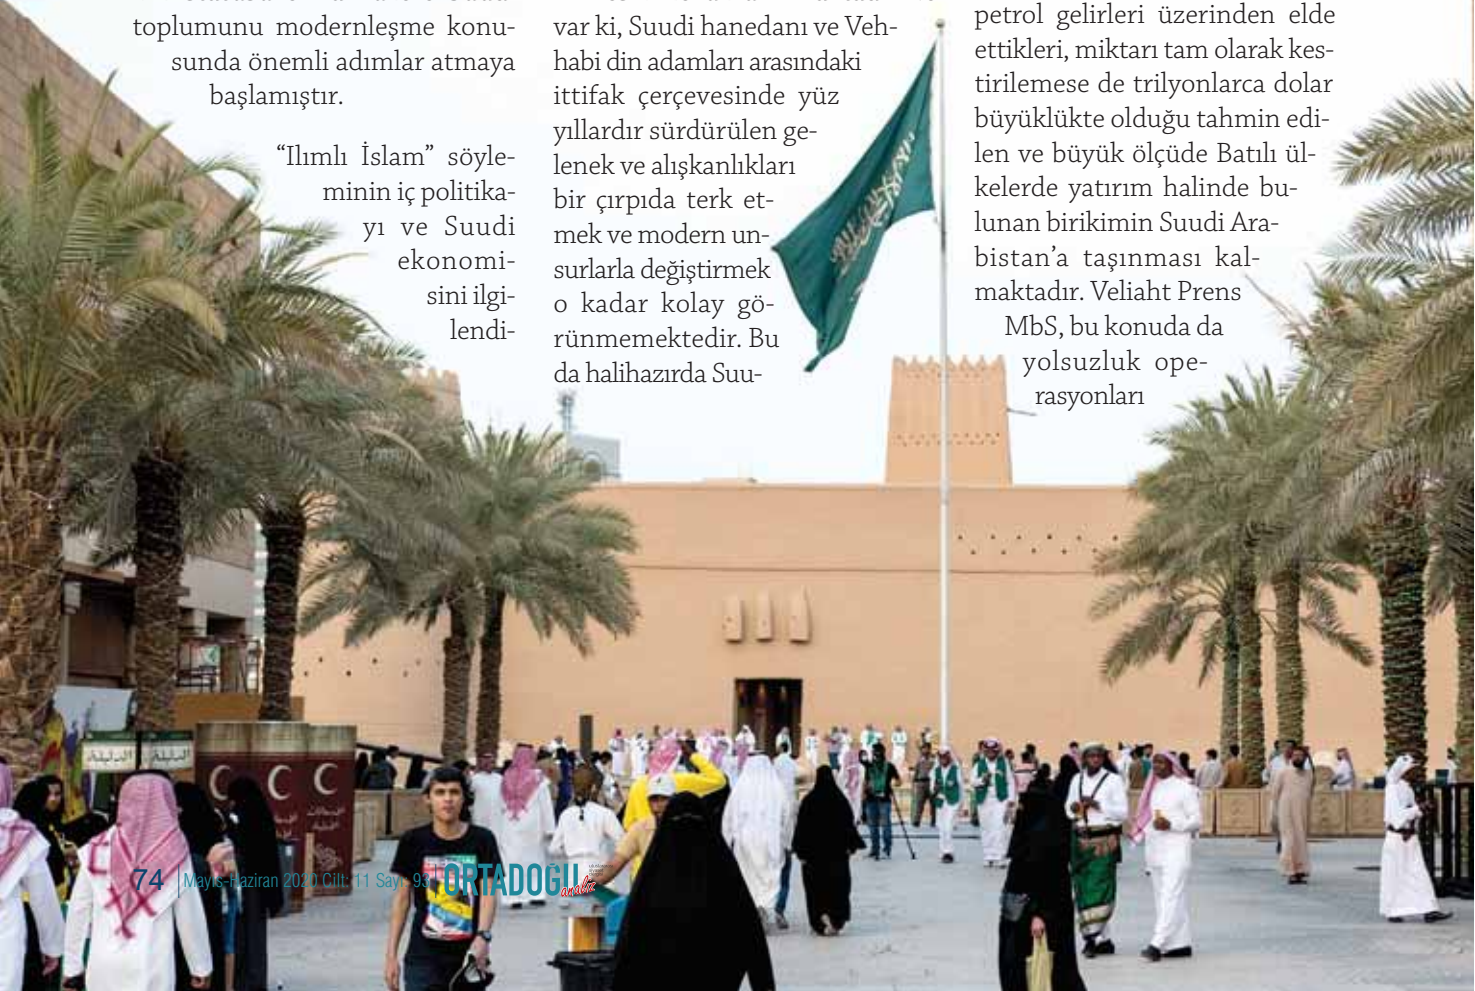 toplumunu modernleşme konu-
sunda önemli adımlar atmaya
başlamıştır.
“Ilımlı İslam” söyle-
minin iç politika-
yı ve Suudi
ekonomi-
sini ilgi-
lendi-
var ki, Suudi hanedanı ve Veh-
habi din adamları arasındaki
ittifak çerçevesinde yüz
yıllardır sürdürülen ge-
lenek ve alışkanlıkları
bir çırpıda terk et-
mek ve modern un-
surlarla değiştirmek
o kadar kolay gö-
rünmemektedir. Bu
da halihazırda Suu-
petrol gelirleri üzerinden elde
ettikleri, miktarı tam olarak kes-
tirilemese de trilyonlarca dolar
büyüklükte olduğu tahmin edi-
len ve büyük ölçüde Batılı ül-
kelerde yatırım halinde bu-
lunan birikimin Suudi Ara-
bistan’a taşınması kal-
maktadır. Veliaht Prens
MbS, bu konuda da
yolsuzluk ope-
rasyonları
74 Mayıs-Haziran 2020 Cilt: 11 Sayı: 93 ORTADOĞU analiz